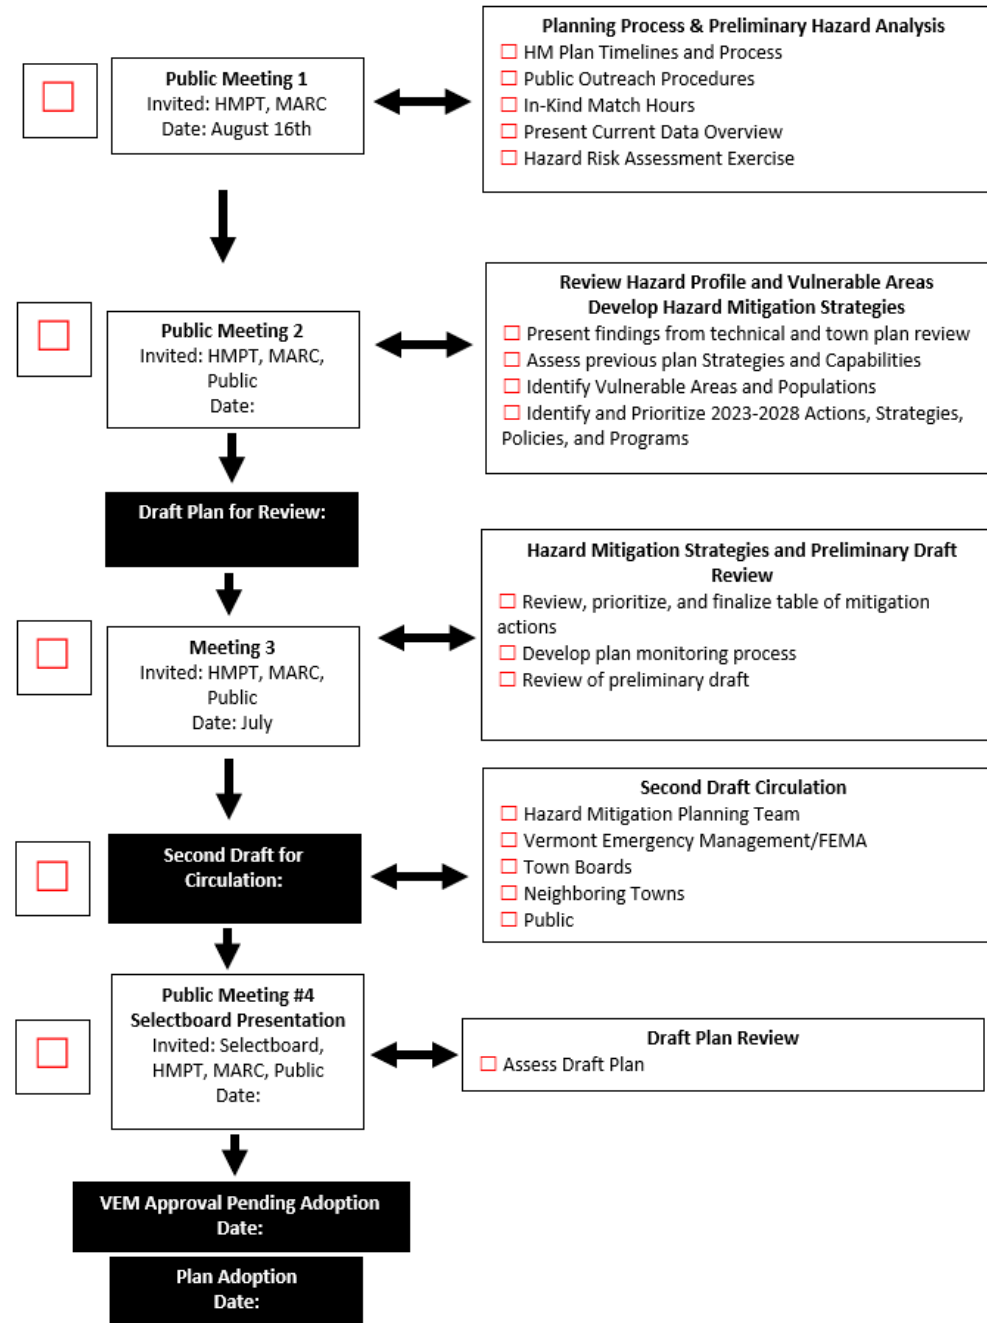 Public Meeting 1
Invited: HMPT, MARC
Date: August 16th
Planning Process & Preliminary Hazard Analysis
☐ HM Plan Timelines and Process
☐ Public Outreach Procedures
☐ In-Kind Match Hours
☐ Present Current Data Overview
☐ Hazard Risk Assessment Exercise
Public Meeting 2
Invited: HMPT, MARC,
Public
Date:
Review Hazard Profile and Vulnerable Areas
Develop Hazard Mitigation Strategies
☐ Present findings from technical and town plan review
☐ Assess previous plan Strategies and Capabilities
☐ Identify Vulnerable Areas and Populations
☐ Identify and Prioritize 2023-2028 Actions, Strategies,
Policies, and Programs
Draft Plan for Review:
Hazard Mitigation Strategies and Preliminary Draft
Review
☐ Review, prioritize, and finalize table of mitigation
actions
☐ Develop plan monitoring process
☐ Review of preliminary draft
Meeting 3
Invited: HMPT, MARC,
Public
Date: July
Second Draft for
Circulation:
Second Draft Circulation
☐ Hazard Mitigation Planning Team
☐ Vermont Emergency Management/FEMA
☐ Town Boards
☐ Neighboring Towns
☐ Public
Public Meeting #4
Selectboard Presentation
Invited: Selectboard,
HMPT, MARC, Public
Date:
Draft Plan Review
☐ Assess Draft Plan
VEM Approval Pending Adoption
Date:
Plan Adoption
Date: